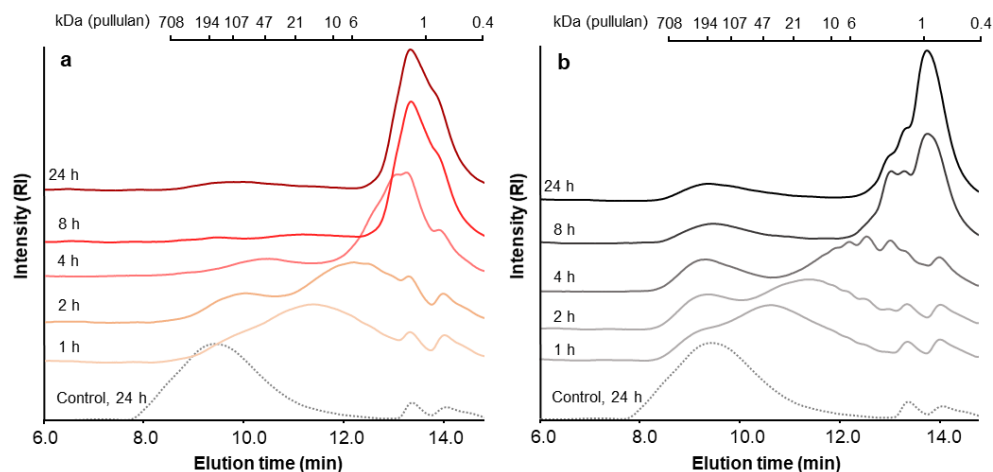 kDa (pullulan) 708 194 107 47 21 10 6 1 0.4
a
24 h
8 h
4 h
2 h
1 h
Control, 24 h
Intensity (RI)
6.0 8.0 10.0 12.0 14.0
Elution time (min)
kDa (pullulan) 708 194 107 47 21 10 6 1 0.4
b
24 h
8 h
4 h
2 h
1 h
Control, 24 h
Intensity (RI)
6.0 8.0 10.0 12.0 14.0
Elution time (min)